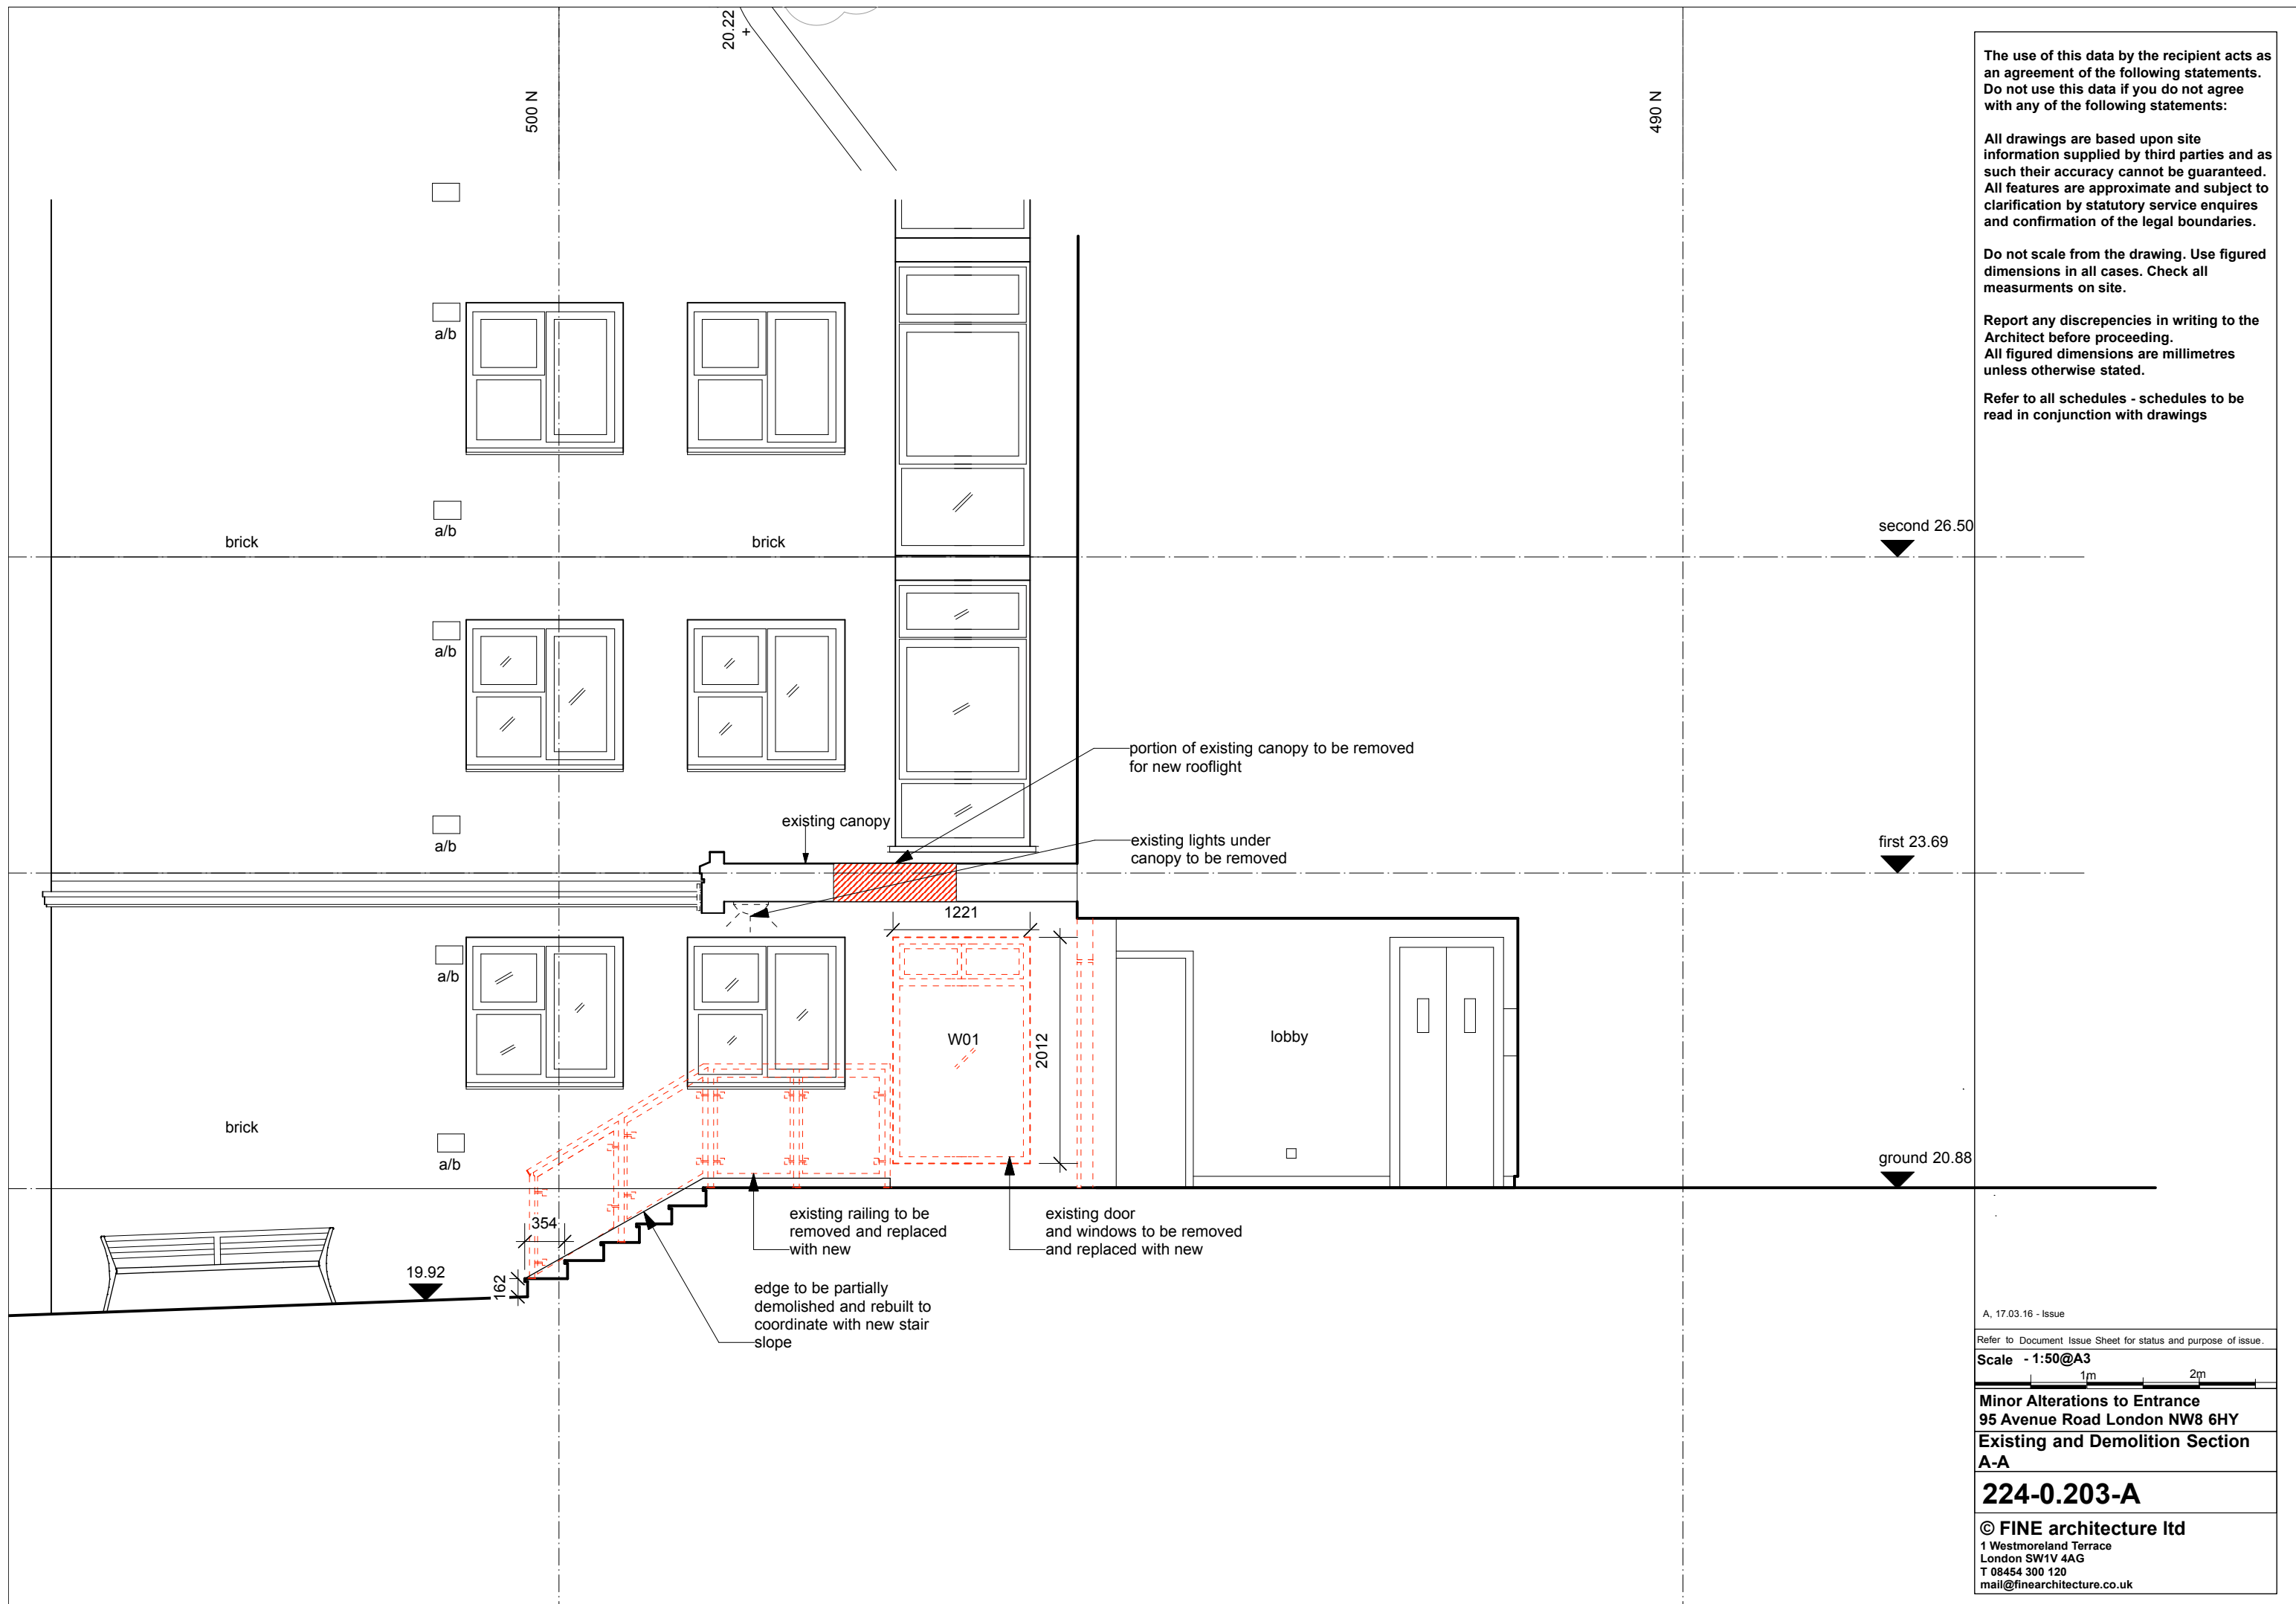 20.22
+
500 N
490 N
a/b
a/b
brick
brick
second 26.50
a/b
portion of existing canopy to be removed
for new rooflight
existing canopy
a/b
existing lights under
canopy to be removed
first 23.69
1221
a/b
W01
2012
lobby
brick
a/b
ground 20.88
354
existing railing to be
removed and replaced
with new
existing door
and windows to be removed
and replaced with new
19.92
162
edge to be partially
demolished and rebuilt to
coordinate with new stair
slope
The use of this data by the recipient acts as
an agreement of the following statements.
Do not use this data if you do not agree
with any of the following statements:
All drawings are based upon site
information supplied by third parties and as
such their accuracy cannot be guaranteed.
All features are approximate and subject to
clarification by statutory service enquires
and confirmation of the legal boundaries.
Do not scale from the drawing. Use figured
dimensions in all cases. Check all
measurments on site.
Report any discrepencies in writing to the
Architect before proceeding.
All figured dimensions are millimetres
unless otherwise stated.
Refer to all schedules - schedules to be
read in conjunction with drawings
A, 17.03.16 - Issue
Refer to Document Issue Sheet for status and purpose of issue.
Scale - 1:50@A3
1m 2m
Minor Alterations to Entrance
95 Avenue Road London NW8 6HY
Existing and Demolition Section
A-A
224-0.203-A
© FINE architecture ltd
1 Westmoreland Terrace
London SW1V 4AG
T 08454 300 120
mail@finearchitecture.co.uk